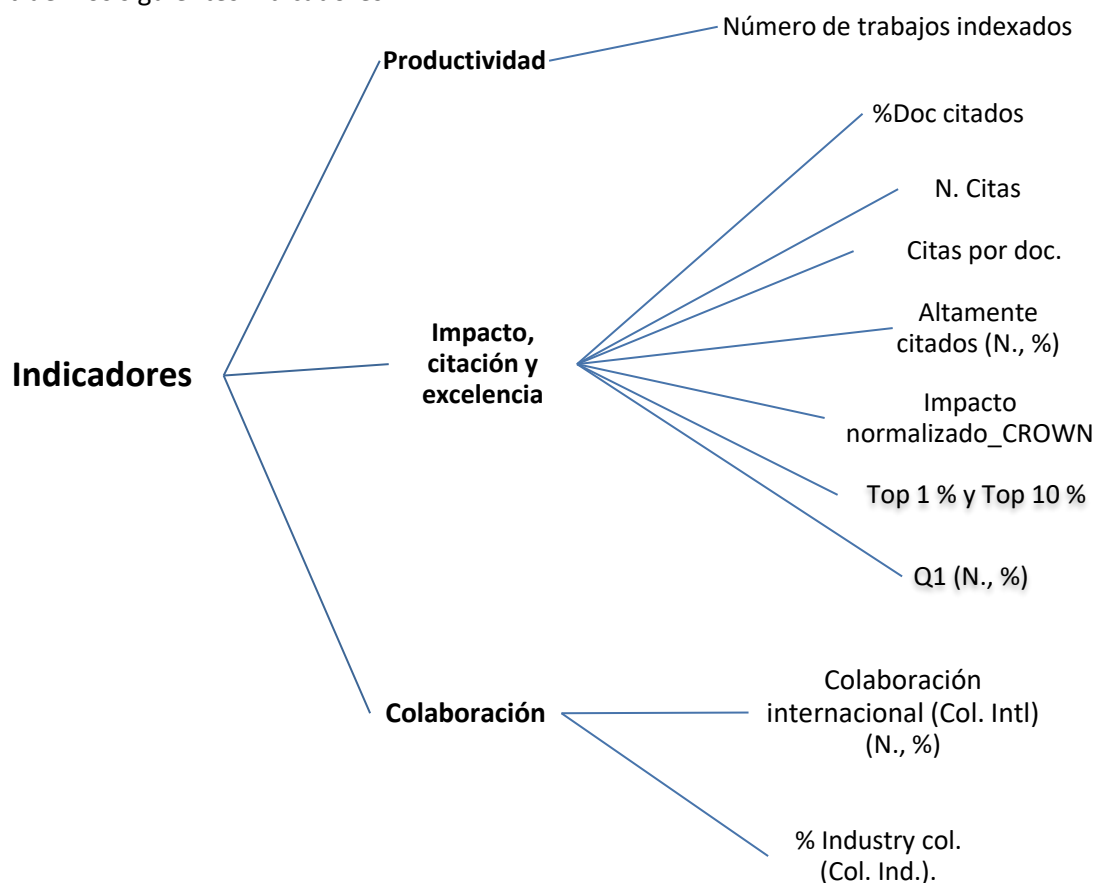 Número de trabajos indexados
Productividad
%Doc citados
N. Citas
Citas por doc.
Altamente
citados (N., %)
Impacto,
citación y
excelencia
Indicadores
Impacto
normalizado_CROWN
Top 1 % y Top 10 %
Q1 (N., %)
Colaboración
Colaboración
internacional (Col. Intl)
(N., %)
% Industry col.
(Col. Ind.).